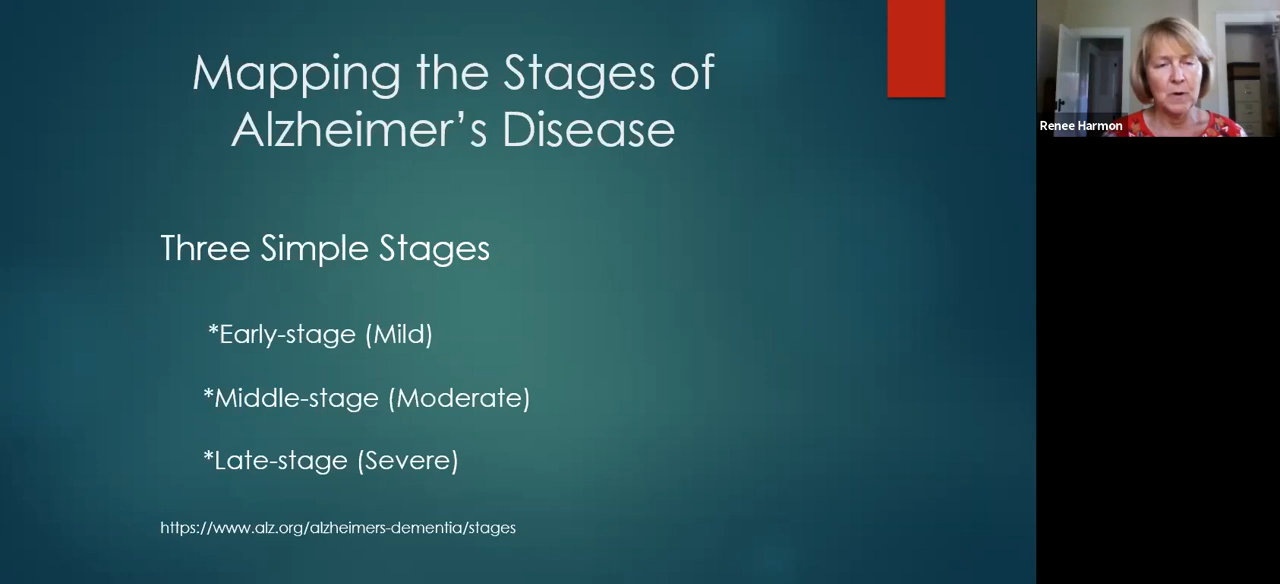 Mapping the Stages of
Alzheimer’s Disease
Three Simple Stages
*Early-stage (Mild)
*Middle-stage (Moderate)
*Late-stage (Severe)
https://www.alz.org/alzheimers-dementia/stages
Renee Harmon